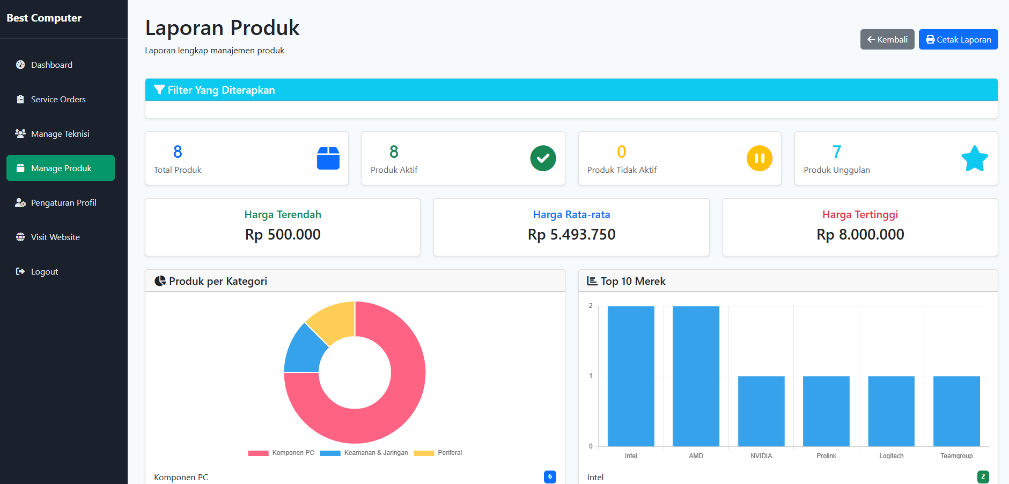 Best Computer
Dashboard
Service Orders
Manage Teknisi
Manage Produk
Pengaturan Profil
Visit Website
Logout
Laporan Produk
Laporan lengkap manajemen produk
Kembali
Cetak Laporan
Filter Yang Diterapkan
8
Total Produk
8
Produk Aktif
0
Produk Tidak Aktif
7
Produk Unggulan
Harga Terendah
Rp 500.000
Harga Rata-rata
Rp 5.493.750
Harga Tertinggi
Rp 8.000.000
Produk per Kategori
Komponen PC
Keamanan & Jaringan
Periferal
Komponen PC
6
Top 10 Merek
2
1
0
Intel
AMD
NVIDIA
Prolink
Logitech
Teamgroup
Intel
2